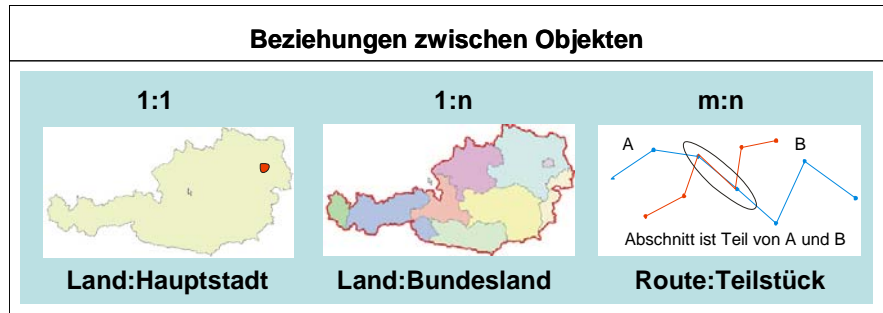 Beziehungen zwischen Objekten
1:1 1:n m:n
A B
Abschnitt ist Teil von A und B
Land:Hauptstadt Land:Bundesland Route:Teilstück